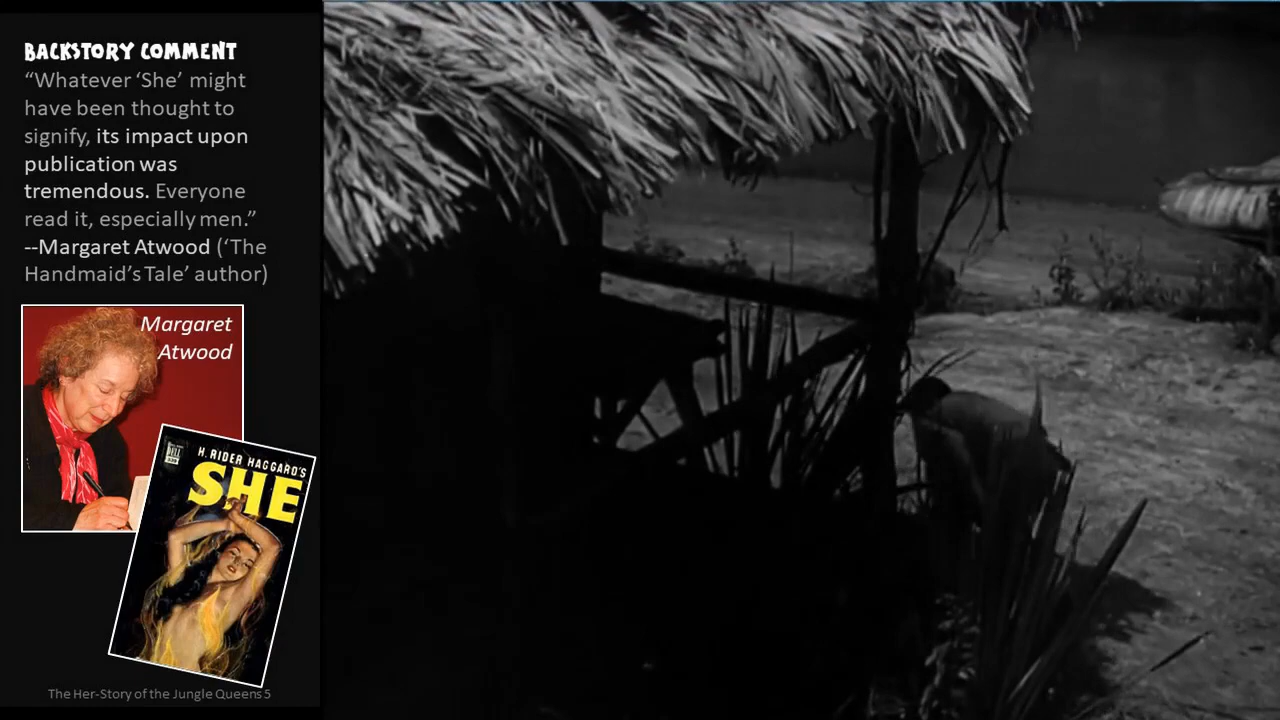 BACKSTORY COMMENT
“Whatever ‘She’ might
have been thought to
signify, its impact upon
publication was
tremendous. Everyone
read it, especially men.”
--Margaret Atwood (‘The
Handmaid’s Tale’ author)
Margaret
Atwood
H. RIDER HAGGARD'S
SHE
The Her-Story of the Jungle Queens 5